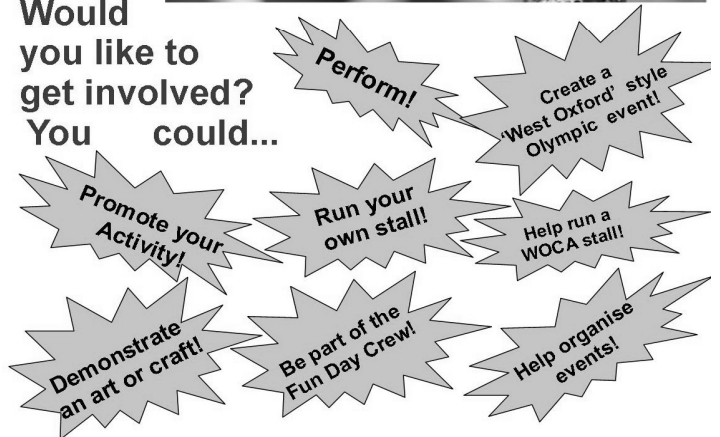 Would
you like to
get involved?
You could...
Perform!
Create a
'West Oxford' style
Olympic event!
Promote your
Activity!
Run your
own stall!
Help run a
WOCA stall!
Demonstrate
an art or craft!
Be part of the
Fun Day Crew!
Help organise
events!